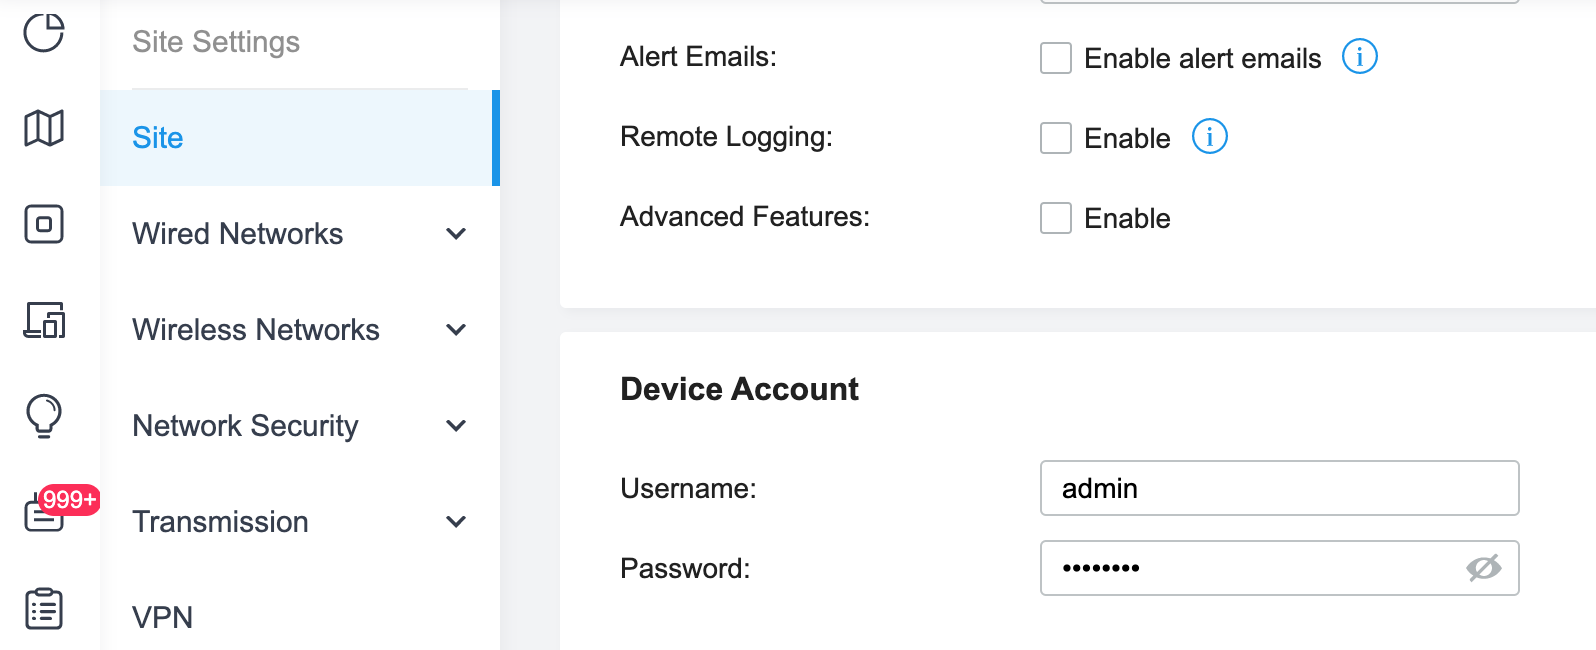 Site Settings
Site
Wired Networks
Wireless Networks
Network Security
999+
Transmission
VPN
Alert Emails:
Enable alert emails
Remote Logging:
Enable
Advanced Features:
Enable
Device Account
Username:
admin
Password:
••••••••